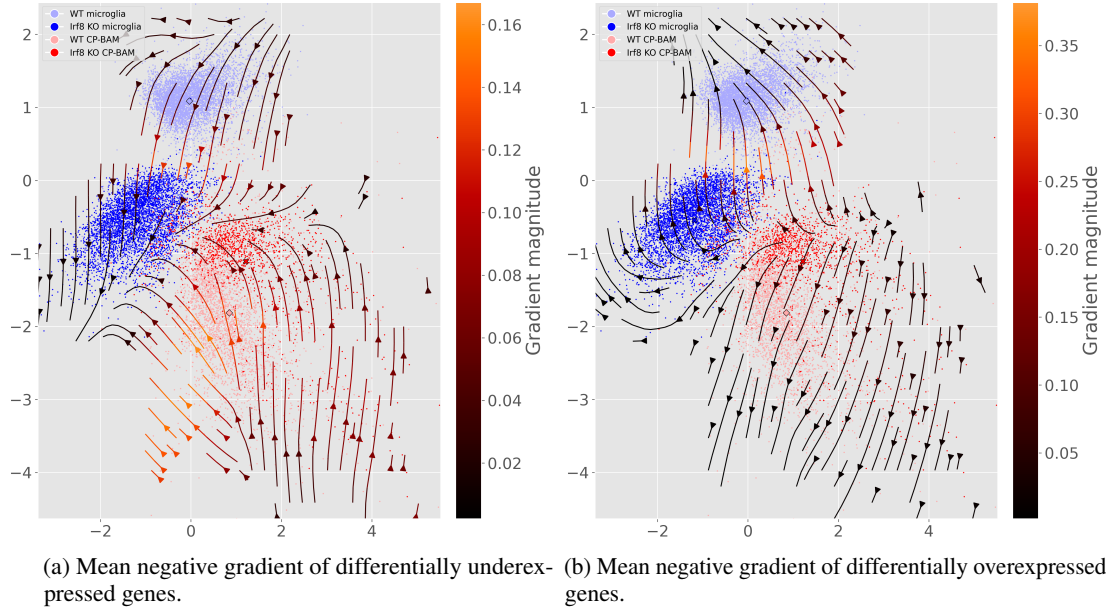 WT microglia
Irf8 KO microglia
WT CP-BAM
Irf8 KO CP-BAM
2
1
0
−1
−2
−3
−4
−2
0
2
4
0.16
0.14
0.12
0.10
0.08
0.06
0.04
0.02
Gradient magnitude
WT microglia
Irf8 KO microglia
WT CP-BAM
Irf8 KO CP-BAM
2
1
0
−1
−2
−3
−4
−2
0
2
4
0.35
0.30
0.25
0.20
0.15
0.10
0.05
Gradient magnitude
(a) Mean negative gradient of differentially underex-
pressed genes.
(b) Mean negative gradient of differentially overexpressed
genes.